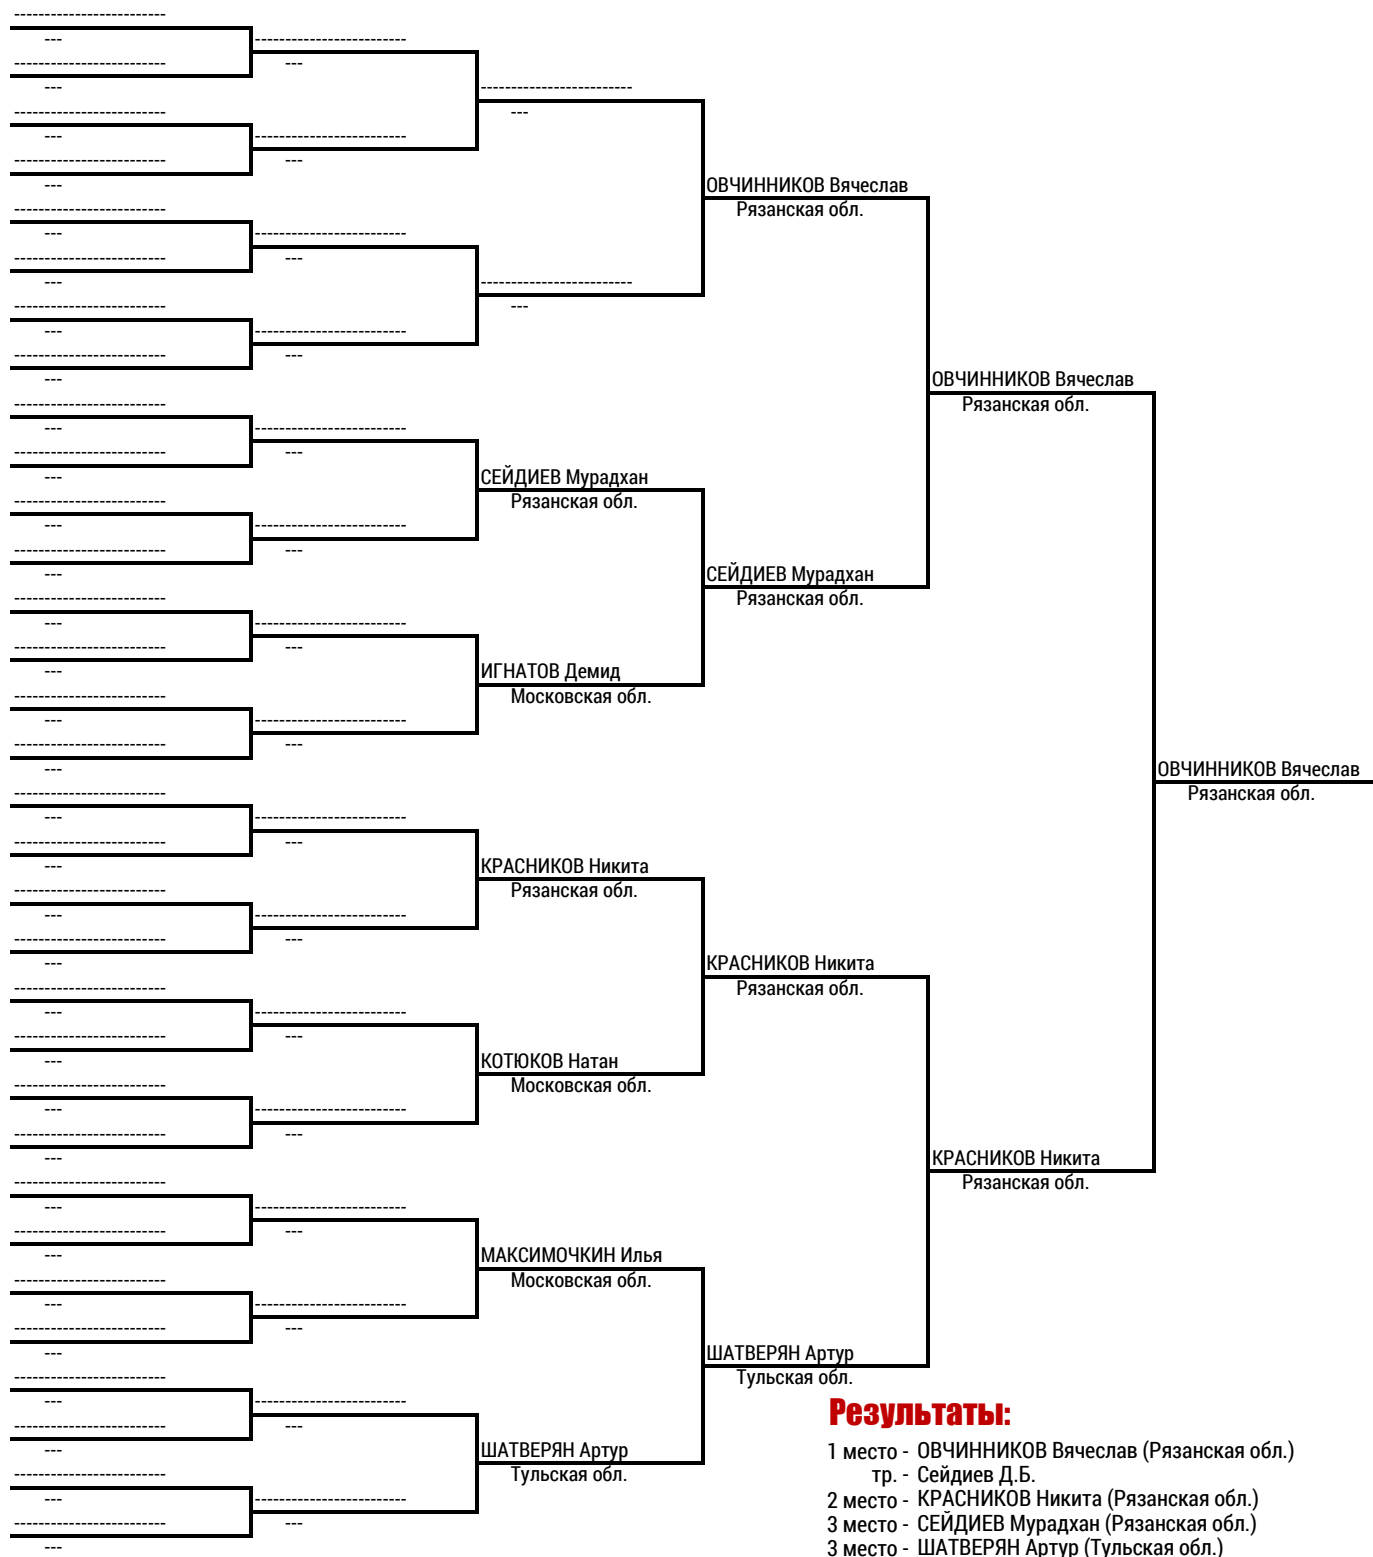 ОВЧИННИКОВ Вячеслав
Рязанская обл.
ОВЧИННИКОВ Вячеслав
Рязанская обл.
СЕЙДИЕВ Мурадхан
Рязанская обл.
СЕЙДИЕВ Мурадхан
Рязанская обл.
ИГНАТОВ Демид
Московская обл.
ОВЧИННИКОВ Вячеслав
Рязанская обл.
КРАСНИКОВ Никита
Рязанская обл.
КРАСНИКОВ Никита
Рязанская обл.
КОТЮКОВ Натан
Московская обл.
КРАСНИКОВ Никита
Рязанская обл.
МАКСИМОЧКИН Илья
Московская обл.
ШАТВЕРЯН Артур
Тульская обл.
ШАТВЕРЯН Артур
Тульская обл.
Результаты:
1 место - ОВЧИННИКОВ Вячеслав (Рязанская обл.)
тр. - Сейдиев Д.Б.
2 место - КРАСНИКОВ Никита (Рязанская обл.)
3 место - СЕЙДИЕВ Мурадхан (Рязанская обл.)
3 место - ШАТВЕРЯН Артур (Тульская обл.)